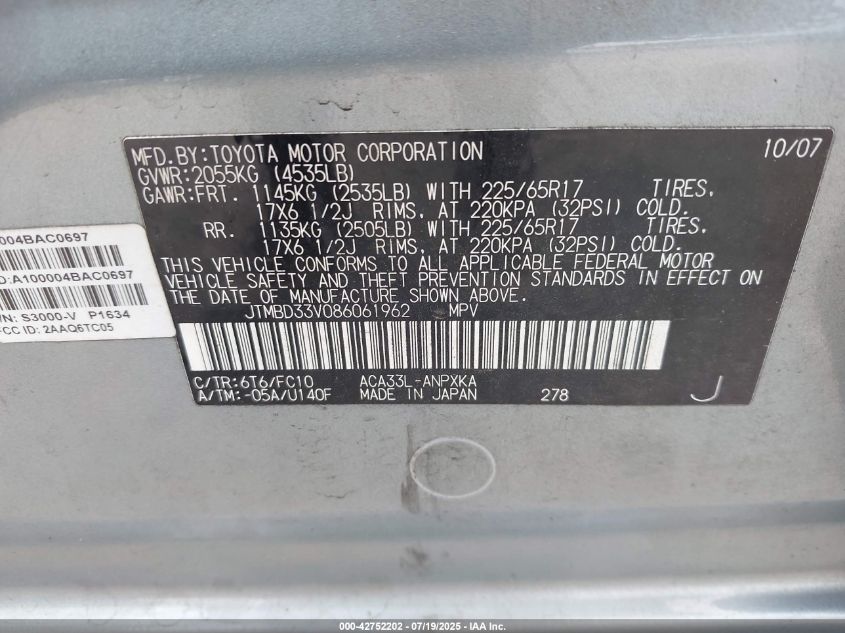 MFD.BY:TOYOTA MOTOR CORPORATION 10/07
GVWR:2055KG (4535LB)
GAWR:FRT. 1145KG (2535LB) WITH 225/65R17 TIRES.
17X6 1/2J RIMS. AT 220KPA (32PSI) COLD.
RR. 1135KG (2505LB) WITH 225/65R17 TIRES.
17X6 1/2J RIMS. AT 220KPA (32PSI) COLD.
THIS VEHICLE CONFORMS TO ALL APPLICABLE FEDERAL MOTOR
VEHICLE SAFETY AND THEFT PREVENTION STANDARDS IN EFFECT ON
THE DATE OF MANUFACTURE SHOWN ABOVE.
JTMBD33V086061962 MPV
C/TR:6T6/FC10 ACA33L-ANPXKA
A/TM:-05A/U140F MADE IN JAPAN 278 J
0004BAC0697
D:A100004BAC0697
/N: S3000-V P1634
FCC ID: 2AAQ6TC05
000-42752202 - 07/19/2025 - IAA Inc.